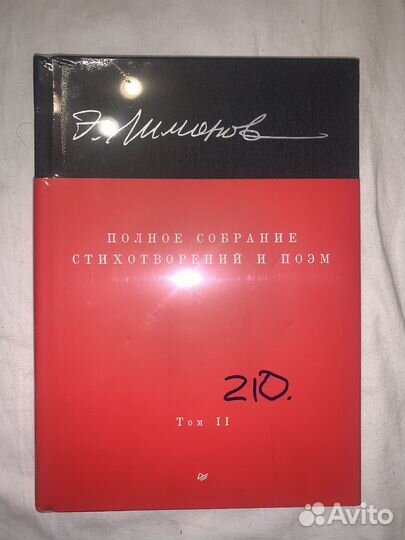 Э. Лимонов
ПОЛНОЕ СОБРАНИЕ
СТИХОТВОРЕНИЙ И ПОЭМ
210.
Том II
Avito